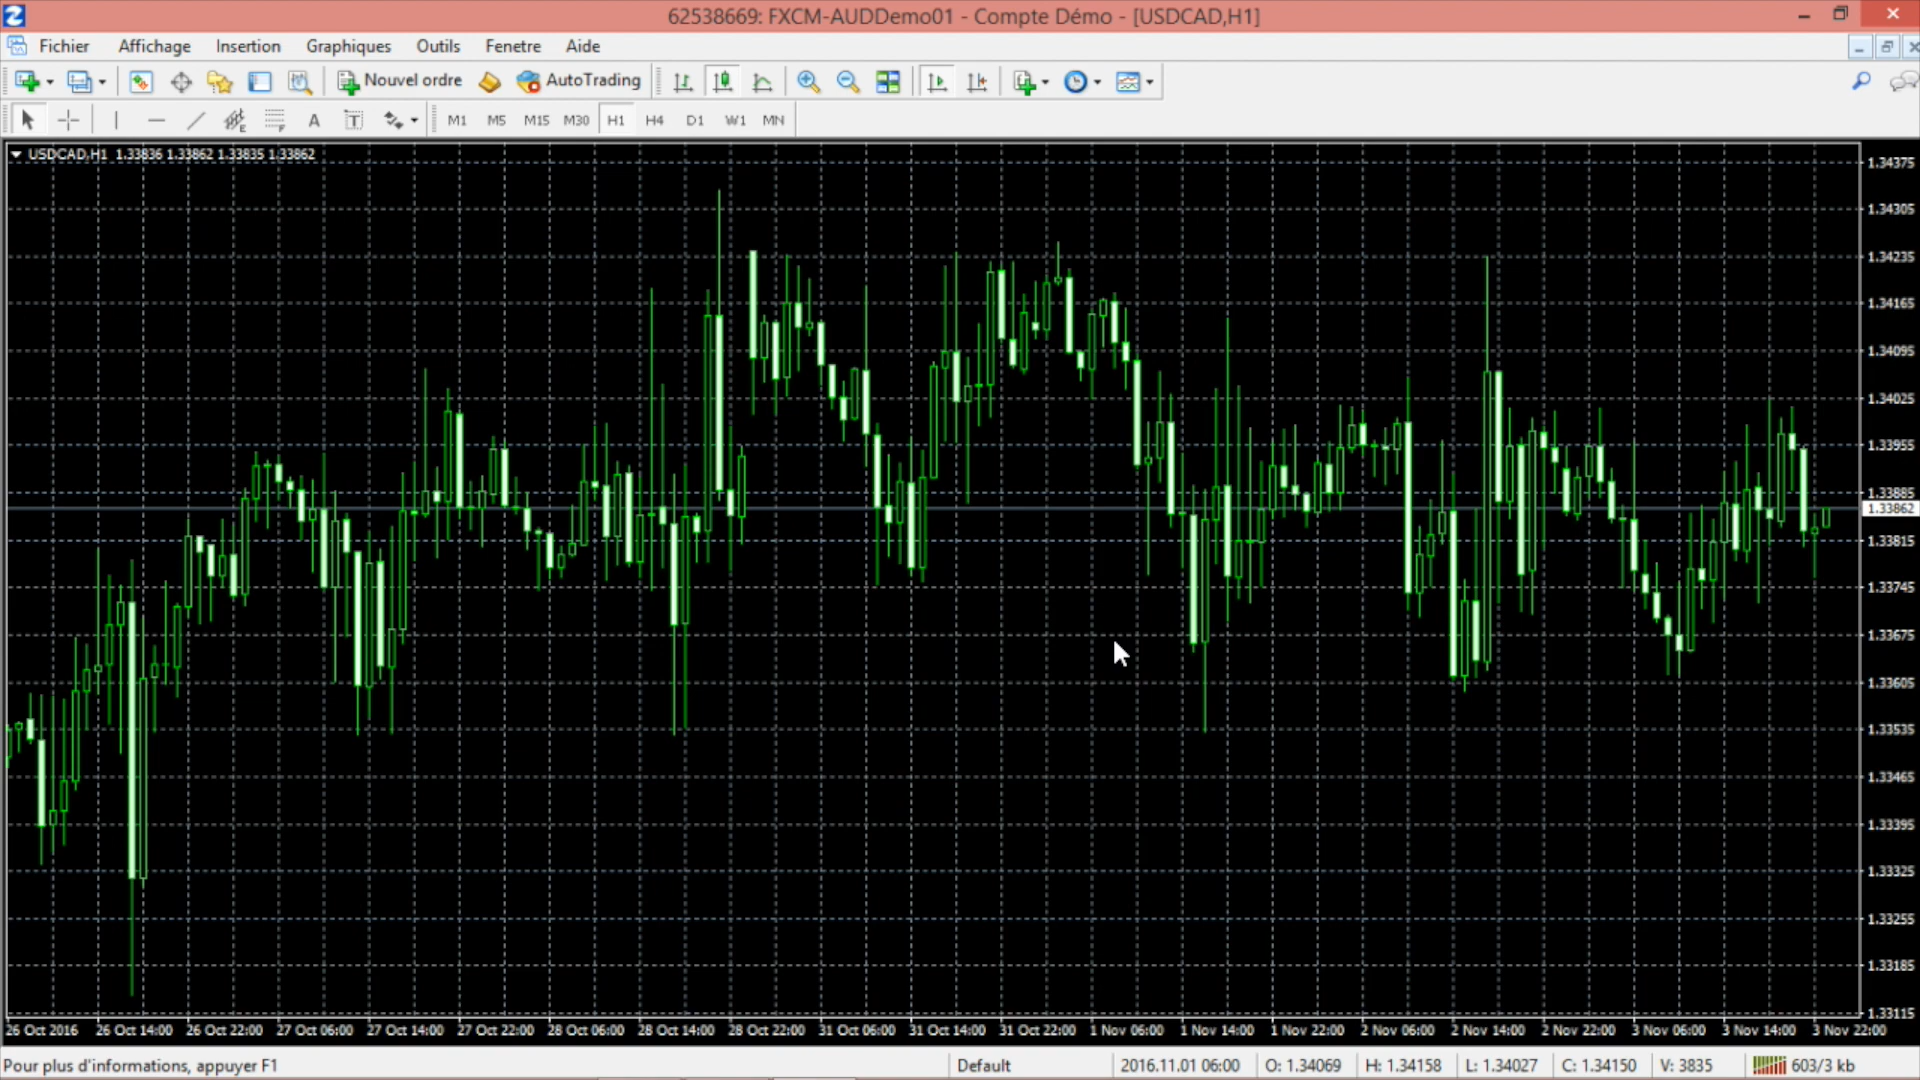 62538669: FXCM-AUDDemo01 - Compte Démo - [USDCAD,H1]
Fichier Affichage Insertion Graphiques Outils Fenetre Aide
Nouvel ordre AutoTrading
A T M1 M5 M15 M30 H1 H4 D1 W1 MN
USDCAD,H1 1.33836 1.33862 1.33835 1.33862
1.34375
1.34305
1.34235
1.34165
1.34095
1.34025
1.33955
1.33885
1.33862
1.33815
1.33745
1.33675
1.33605
1.33535
1.33465
1.33395
1.33325
1.33255
1.33185
1.33115
26 Oct 2016 26 Oct 14:00 26 Oct 22:00 27 Oct 06:00 27 Oct 14:00 27 Oct 22:00 28 Oct 06:00 28 Oct 14:00 28 Oct 22:00 31 Oct 06:00 31 Oct 14:00 31 Oct 22:00 1 Nov 06:00 1 Nov 14:00 1 Nov 22:00 2 Nov 06:00 2 Nov 14:00 2 Nov 22:00 3 Nov 06:00 3 Nov 14:00 3 Nov 22:00
Pour plus d'informations, appuyer F1 Default 2016.11.01 06:00 O: 1.34069 H: 1.34158 L: 1.34027 C: 1.34150 V: 3835 603/3 kb